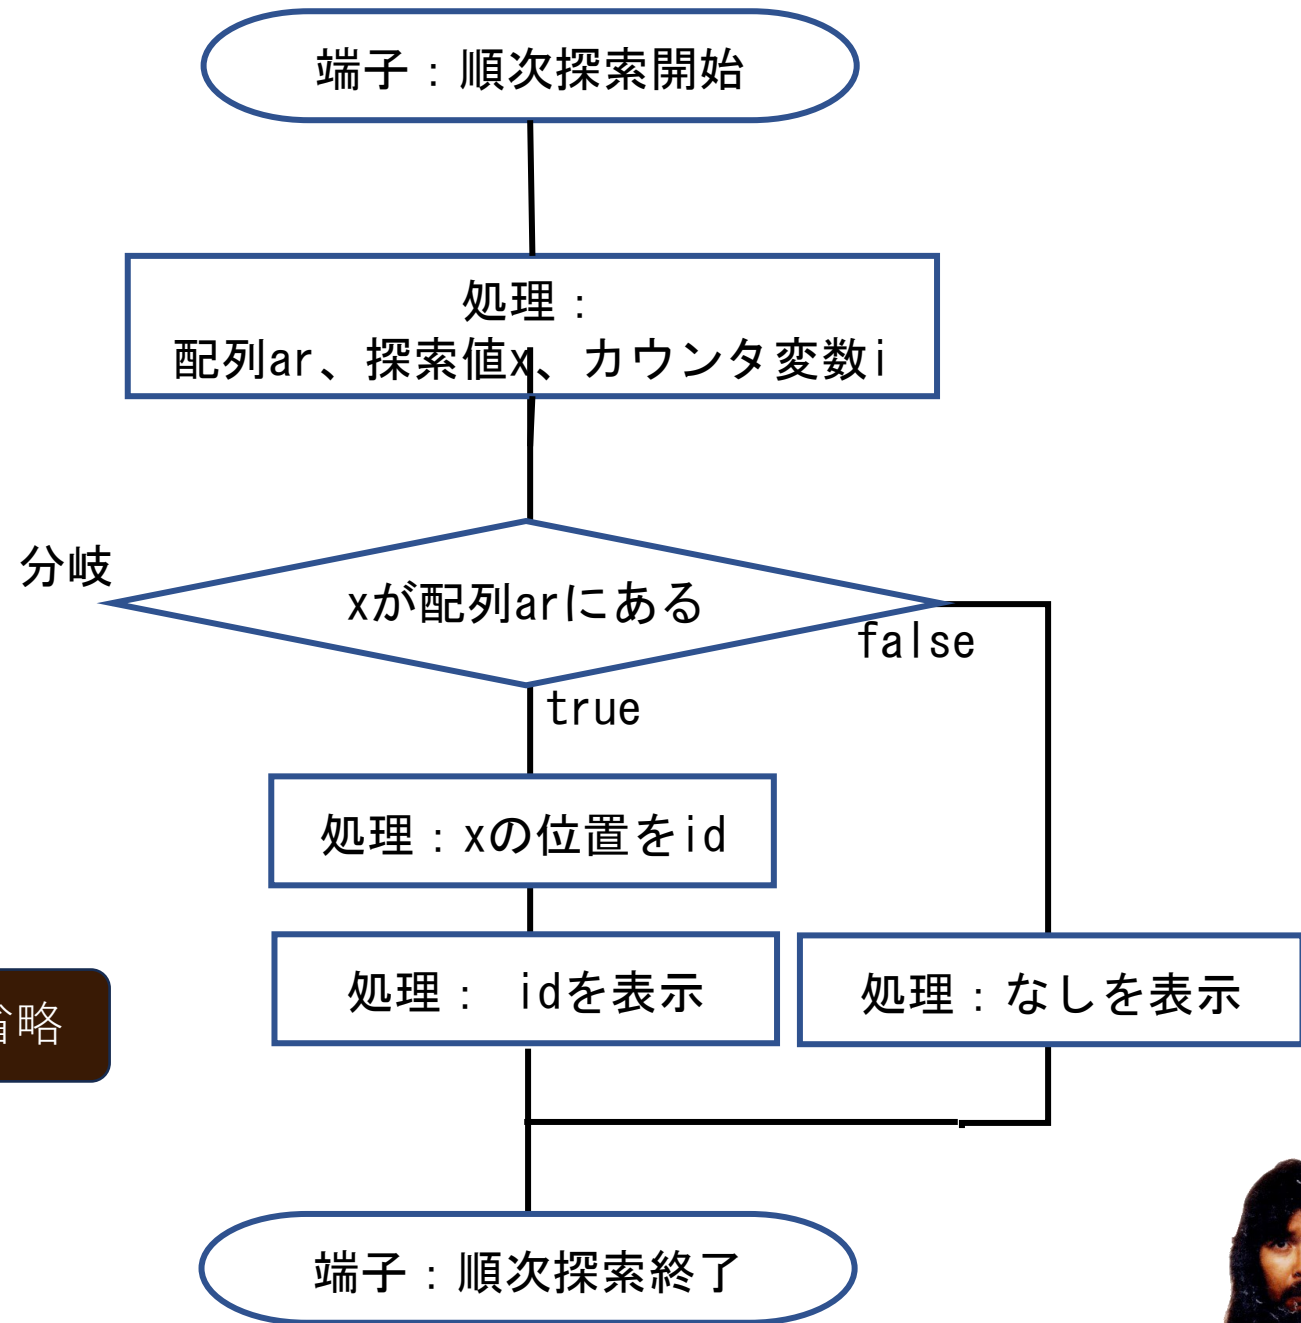 端子：順次探索開始
処理：
配列ar、探索値x、カウンタ変数i
分岐
xが配列arにある
false
true
処理：xの位置をid
処理： idを表示
処理：なしを表示
省略
端子：順次探索終了